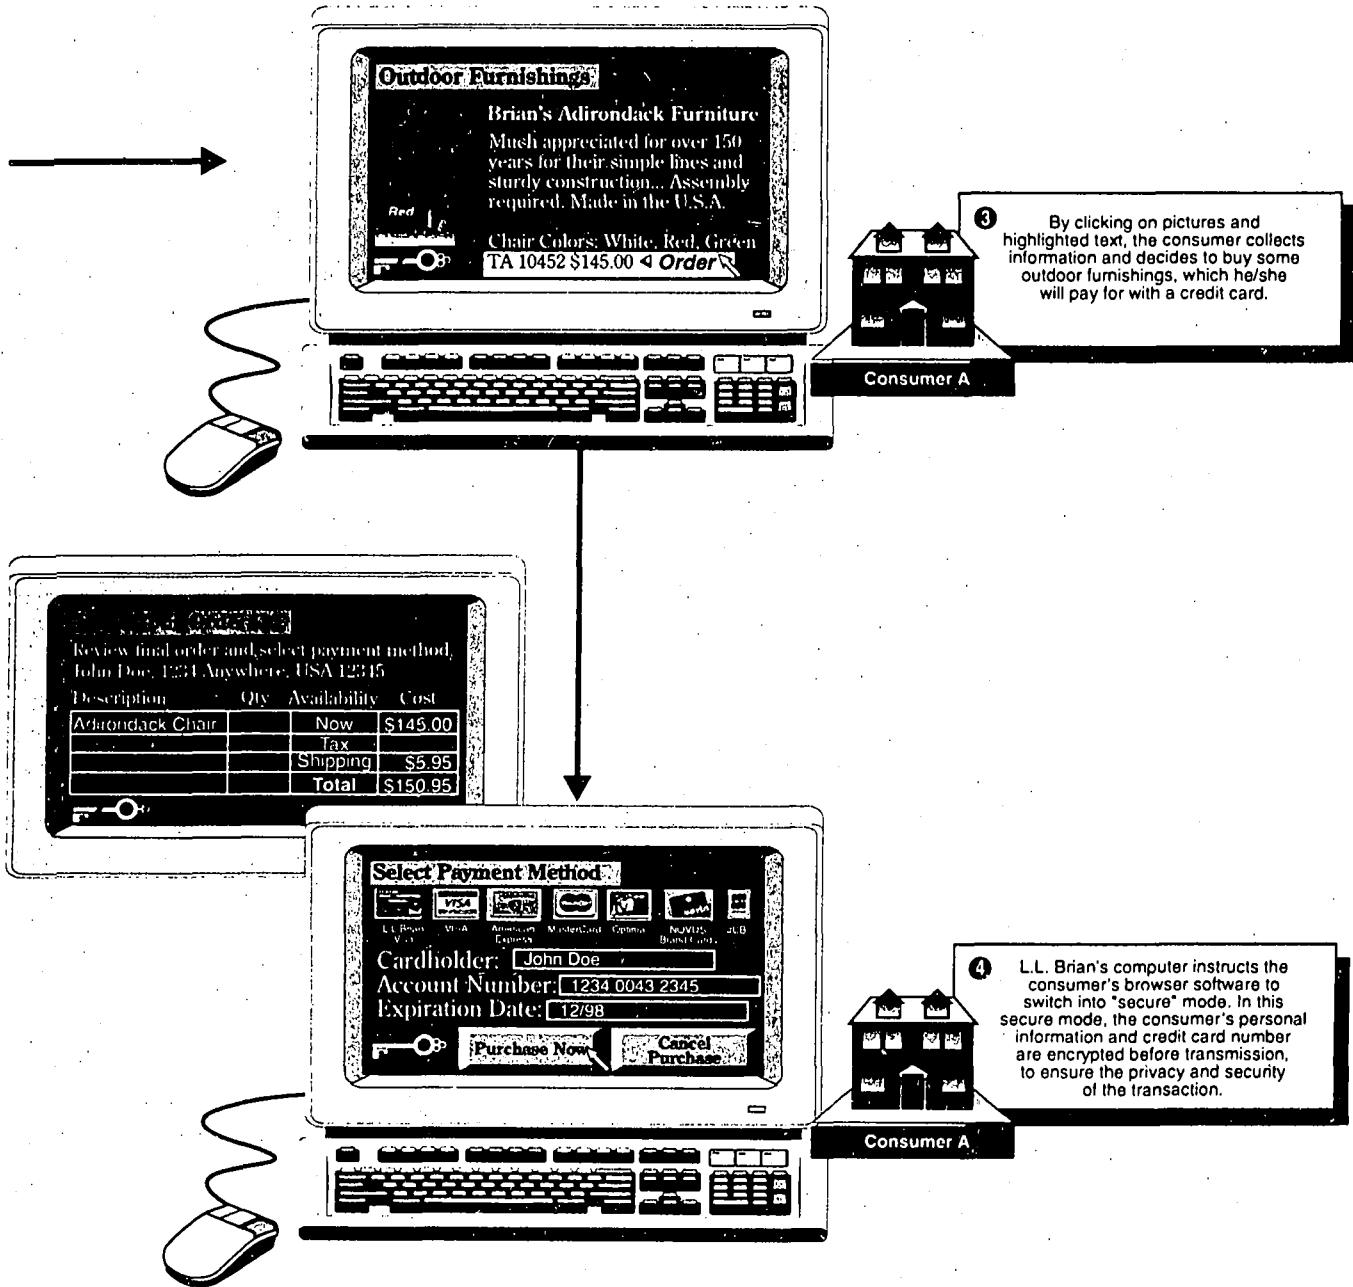 Outdoor Furnishings
Brian's Adirondack Furniture
Much appreciated for over 150
years for their simple lines and
sturdy construction... Assembly
required. Made in the U.S.A.
Red
Chair Colors: White, Red, Green
TA 10452 $145.00 ◁ Order
3
By clicking on pictures and
highlighted text, the consumer collects
information and decides to buy some
outdoor furnishings, which he/she
will pay for with a credit card.
Consumer A
Review final order and select payment method,
John Doe, 1234 Anywhere, USA 12345
Description Qty Availability Cost
Adirondack Chair Now $145.00
Tax
Shipping $5.95
Total $150.95
Select Payment Method
VISA
L.L. Brian VISA American MasterCard Optima NOVUS JCB
Visa Express Brand Cards
Cardholder: John Doe
Account Number: 1234 0043 2345
Expiration Date: 12/98
Purchase Now
Cancel
Purchase
4
L.L. Brian's computer instructs the
consumer's browser software to
switch into "secure" mode. In this
secure mode, the consumer's personal
information and credit card number
are encrypted before transmission,
to ensure the privacy and security
of the transaction.
Consumer A